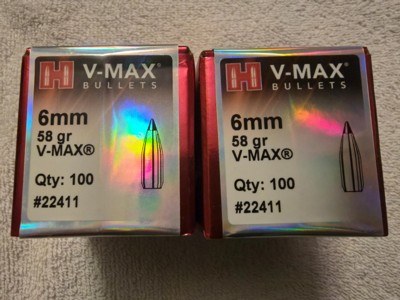 H V-MAX®
BULLETS
6mm
58 gr
V-MAX®
Qty: 100
#22411
H V-MAX®
BULLETS
6mm
58 gr
V-MAX®
Qty: 100
#22411